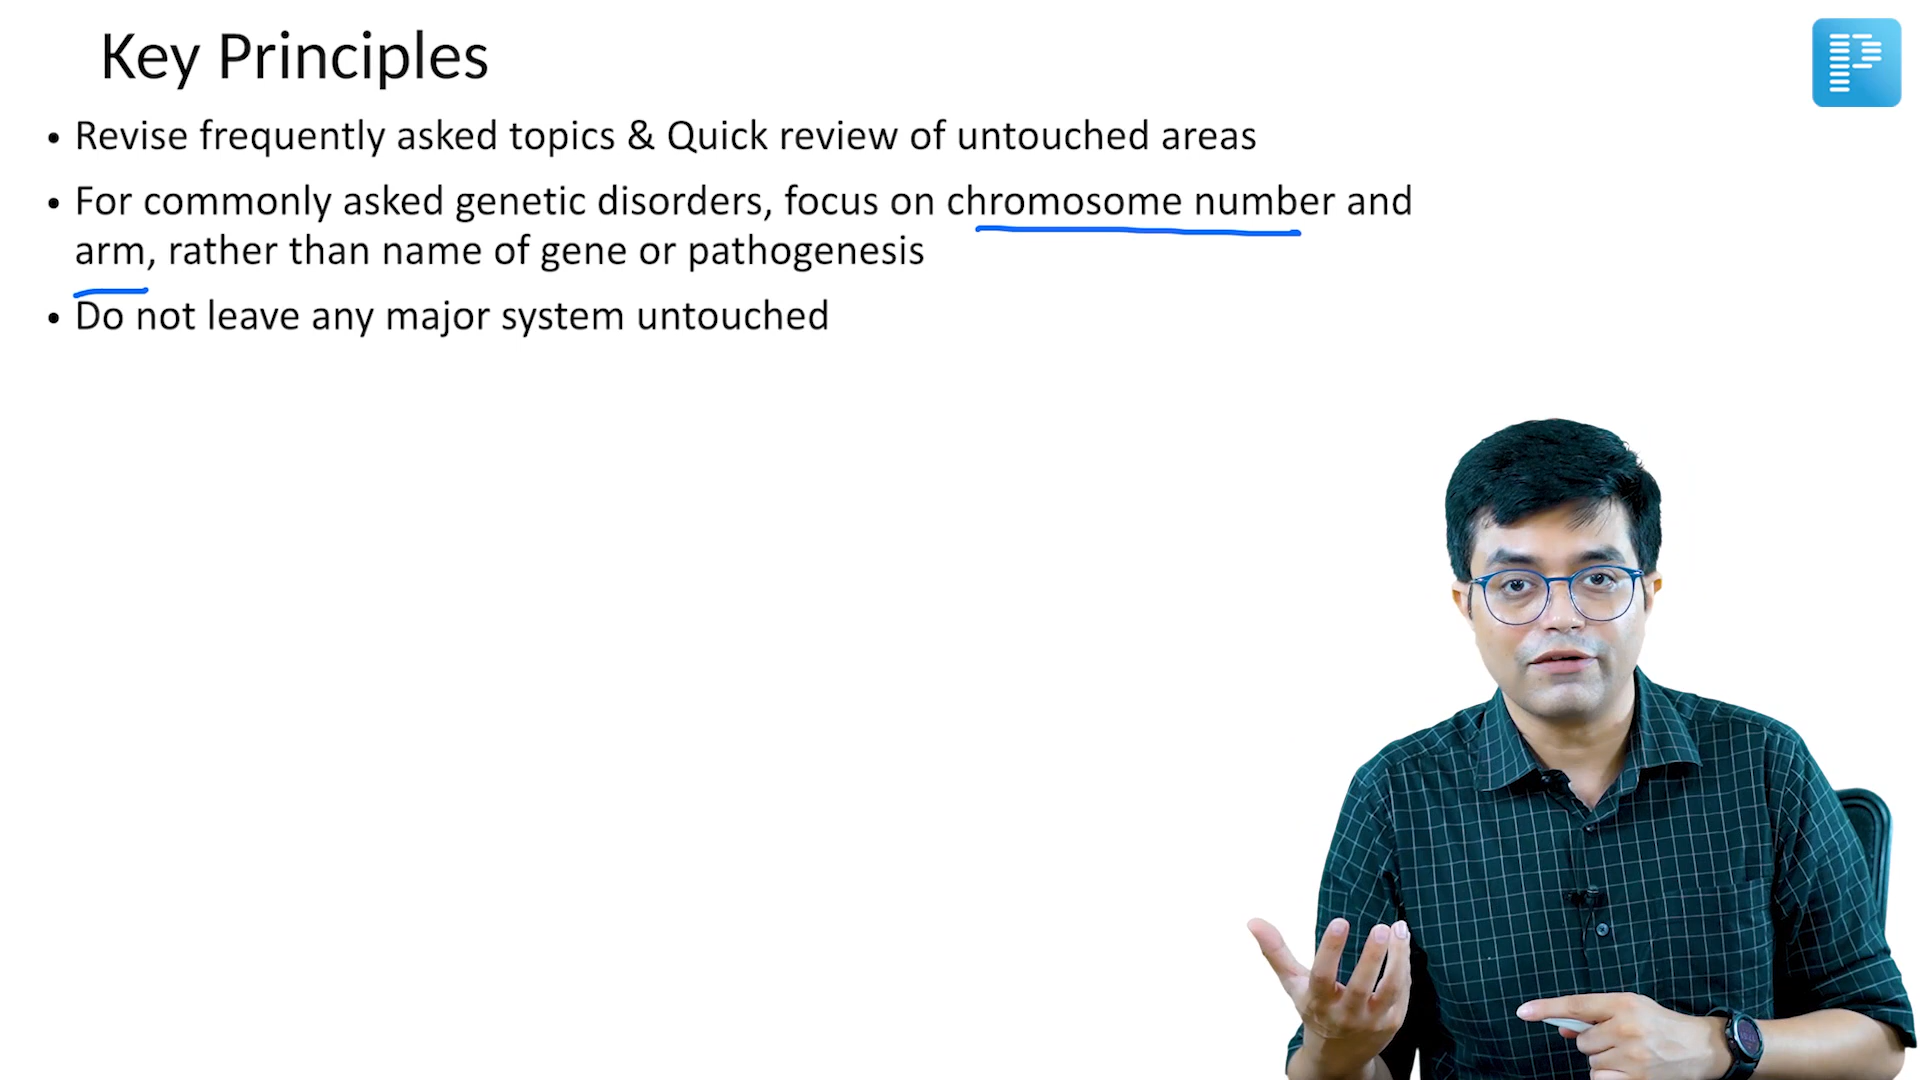 Key Principles
• Revise frequently asked topics & Quick review of untouched areas
• For commonly asked genetic disorders, focus on chromosome number and
arm, rather than name of gene or pathogenesis
• Do not leave any major system untouched